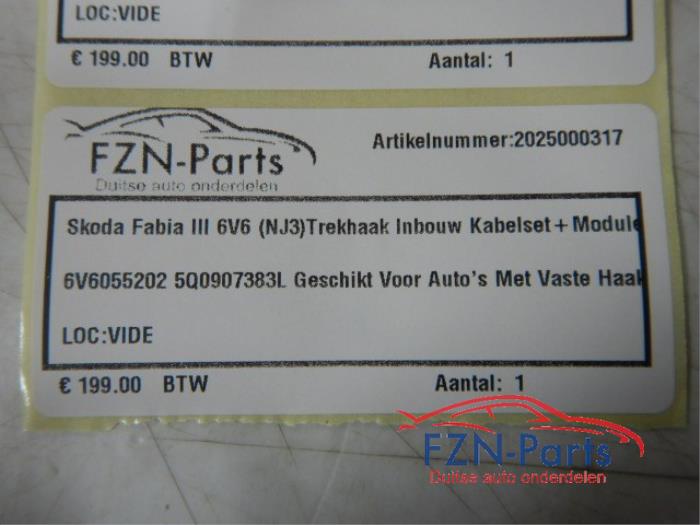 LOC:VIDE
€ 199.00 BTW Aantal: 1
FZN-Parts
Duitse auto onderdelen
Artikelnummer:2025000317
Skoda Fabia III 6V6 (NJ3)Trekhaak Inbouw Kabelset+Module
6V6055202 5Q0907383L Geschikt Voor Auto's Met Vaste Haak
LOC:VIDE
€ 199.00 BTW Aantal: 1
FZN-Parts
Duitse auto onderdelen